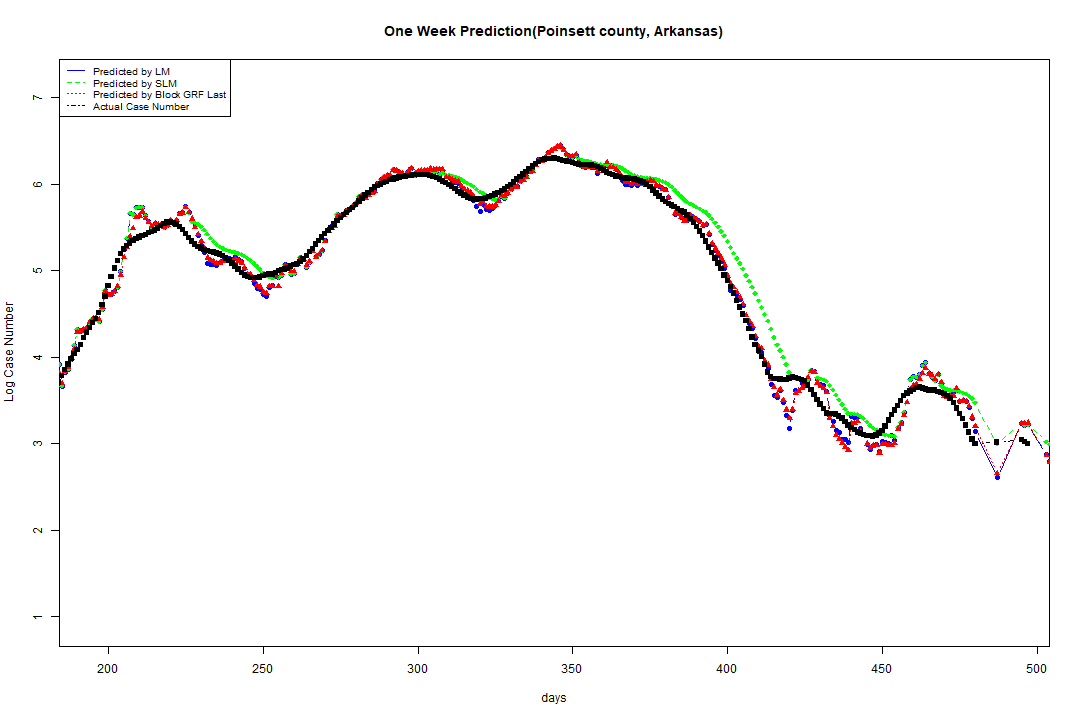 One Week Prediction(Poinsett county, Arkansas)
Predicted by LM
Predicted by SLM
Predicted by Block GRF Last
Actual Case Number
7
6
5
4
3
2
1
Log Case Number
200 250 300 350 400 450 500
days